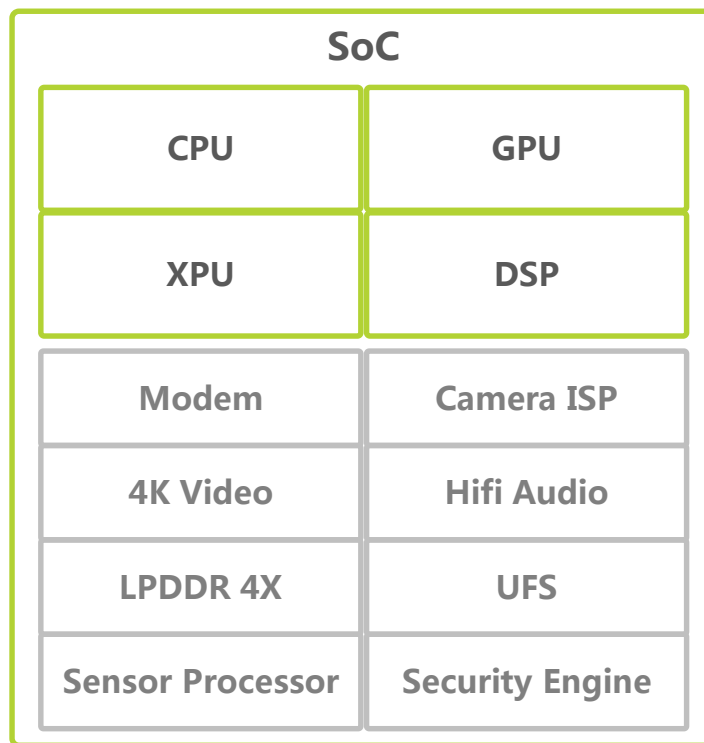 SoC
CPU
GPU
XPU
DSP
Modem
Camera ISP
4K Video
Hifi Audio
LPDDR 4X
UFS
Sensor Processor
Security Engine